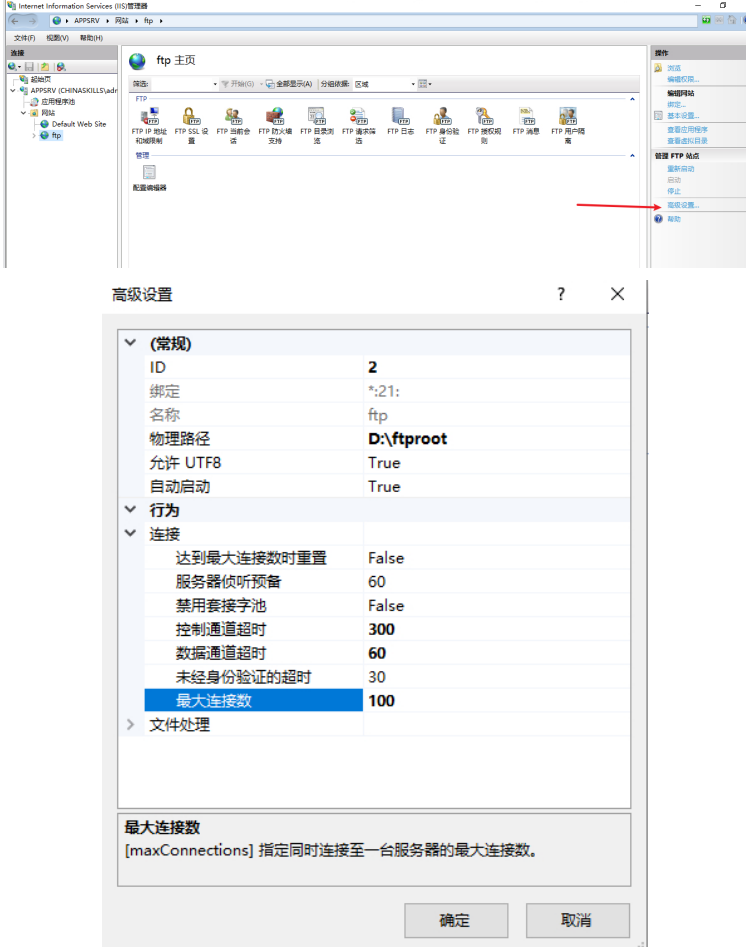 Internet Information Services (IIS)管理器
APPSRV 网站 ftp
文件(F) 视图(V) 帮助(H)
连接
起始页
APPSRV (CHINASKILLS\adr
应用程序池
网站
Default Web Site
ftp
ftp 主页
筛选: 开始(G) 全部显示(A) 分组依据: 区域
FTP
FTP IP 地址和域限制
FTP SSL 设置
FTP 当前会话
FTP 防火墙支持
FTP 目录浏览
FTP 请求筛选
FTP 日志
FTP 身份验证
FTP 授权规则
FTP 消息
FTP 用户隔离
管理
配置编辑器
操作
浏览
编辑权限...
编辑网站
绑定...
基本设置...
查看应用程序
查看虚拟目录
管理 FTP 站点
重新启动
启动
停止
高级设置...
帮助
高级设置 ?
(常规)
ID 2
绑定 *:21:
名称 ftp
物理路径 D:\ftproot
允许 UTF8 True
自动启动 True
行为
连接
达到最大连接数时重置 False
服务器侦听预备 60
禁用套接字池 False
控制通道超时 300
数据通道超时 60
未经身份验证的超时 30
最大连接数 100
文件处理
最大连接数
[maxConnections] 指定同时连接至一台服务器的最大连接数。
确定 取消